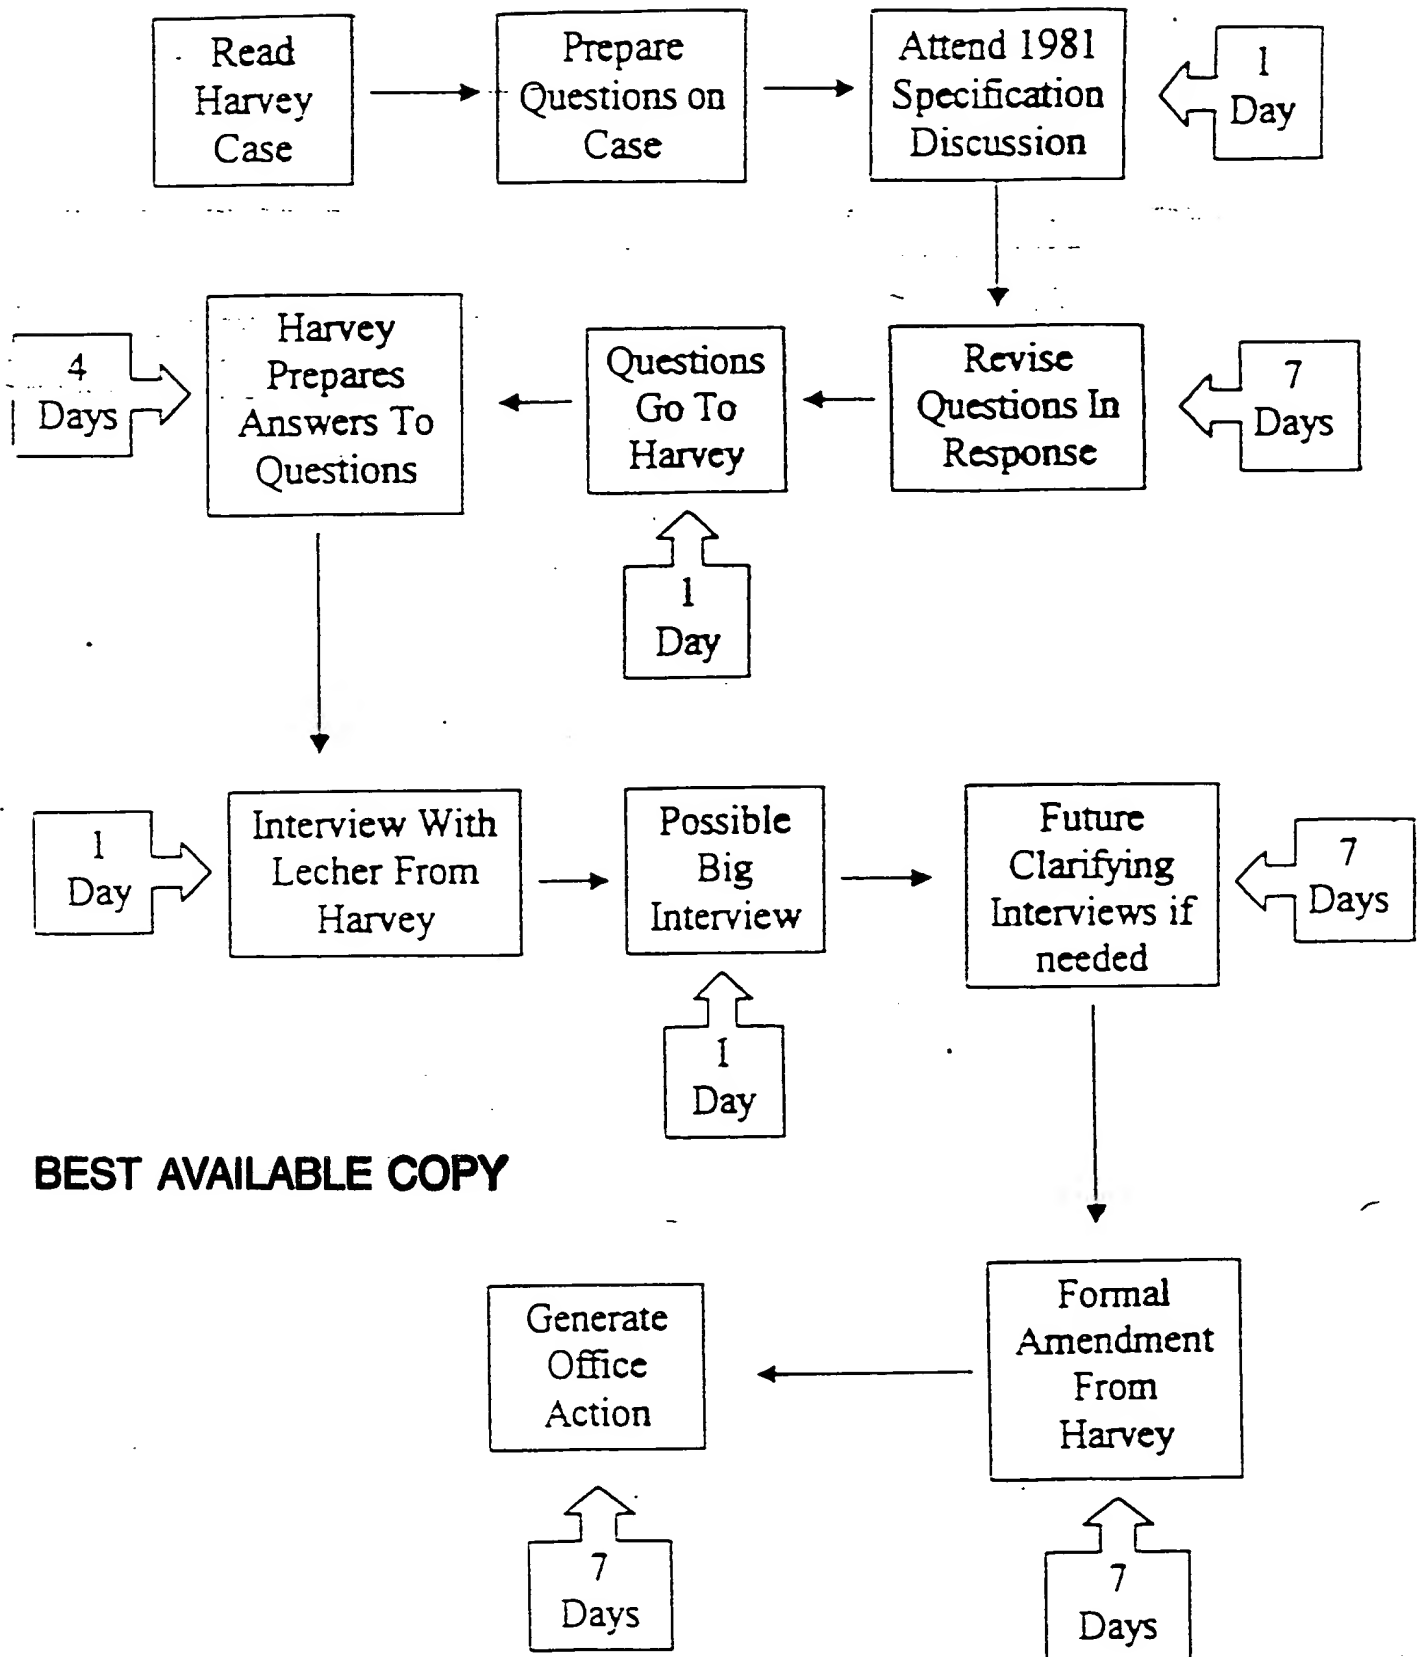 Read
Harvey
Case
Prepare
Questions on
Case
Attend 1981
Specification
Discussion
1
Day
4
Days
Harvey
Prepares
Answers To
Questions
Questions
Go To
Harvey
Revise
Questions In
Response
7
Days
1
Day
1
Day
Interview With
Lecher From
Harvey
Possible
Big
Interview
Future
Clarifying
Interviews if
needed
7
Days
1
Day
BEST AVAILABLE COPY
Generate
Office
Action
Formal
Amendment
From
Harvey
7
Days
7
Days